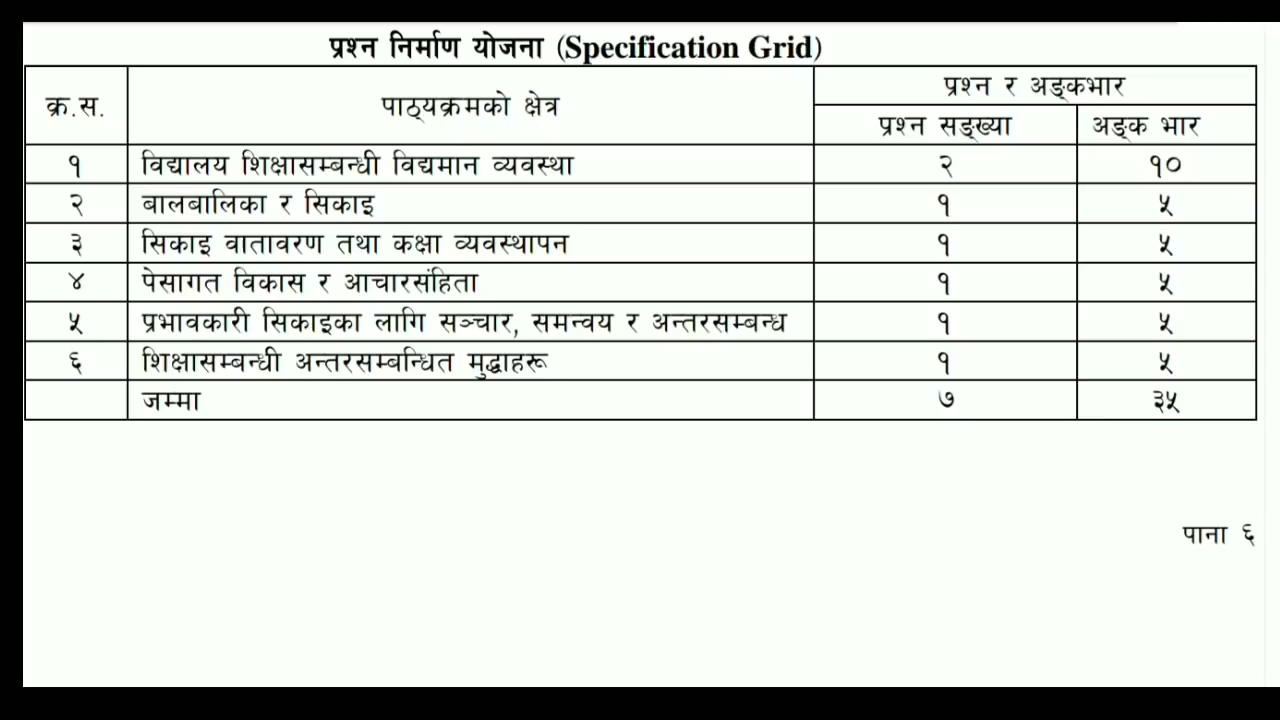 प्रश्न निर्माण योजना (Specification Grid)
क्र.स. पाठ्यक्रमको क्षेत्र प्रश्न र अङ्कभार
प्रश्न सङ्ख्या अङ्क भार
१ विद्यालय शिक्षासम्बन्धी विद्यमान व्यवस्था २ १०
२ बालबालिका र सिकाइ १ ५
३ सिकाइ वातावरण तथा कक्षा व्यवस्थापन १ ५
४ पेसागत विकास र आचारसंहिता १ ५
५ प्रभावकारी सिकाइका लागि सञ्चार, समन्वय र अन्तरसम्बन्ध १ ५
६ शिक्षासम्बन्धी अन्तरसम्बन्धित मुद्धाहरू १ ५
जम्मा ७ ३५
पाना ६